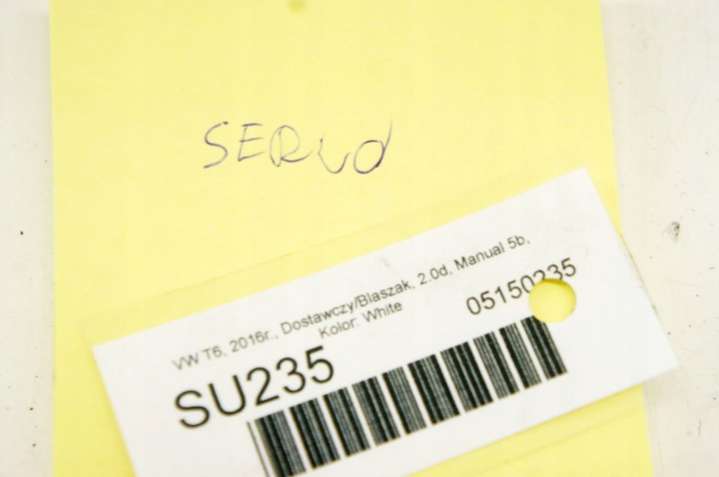 SERVO
VW T6, 2016r., Dostawczy/Blaszak, 2.0d, Manual 5b,
Kolor: White
05150235
SU235